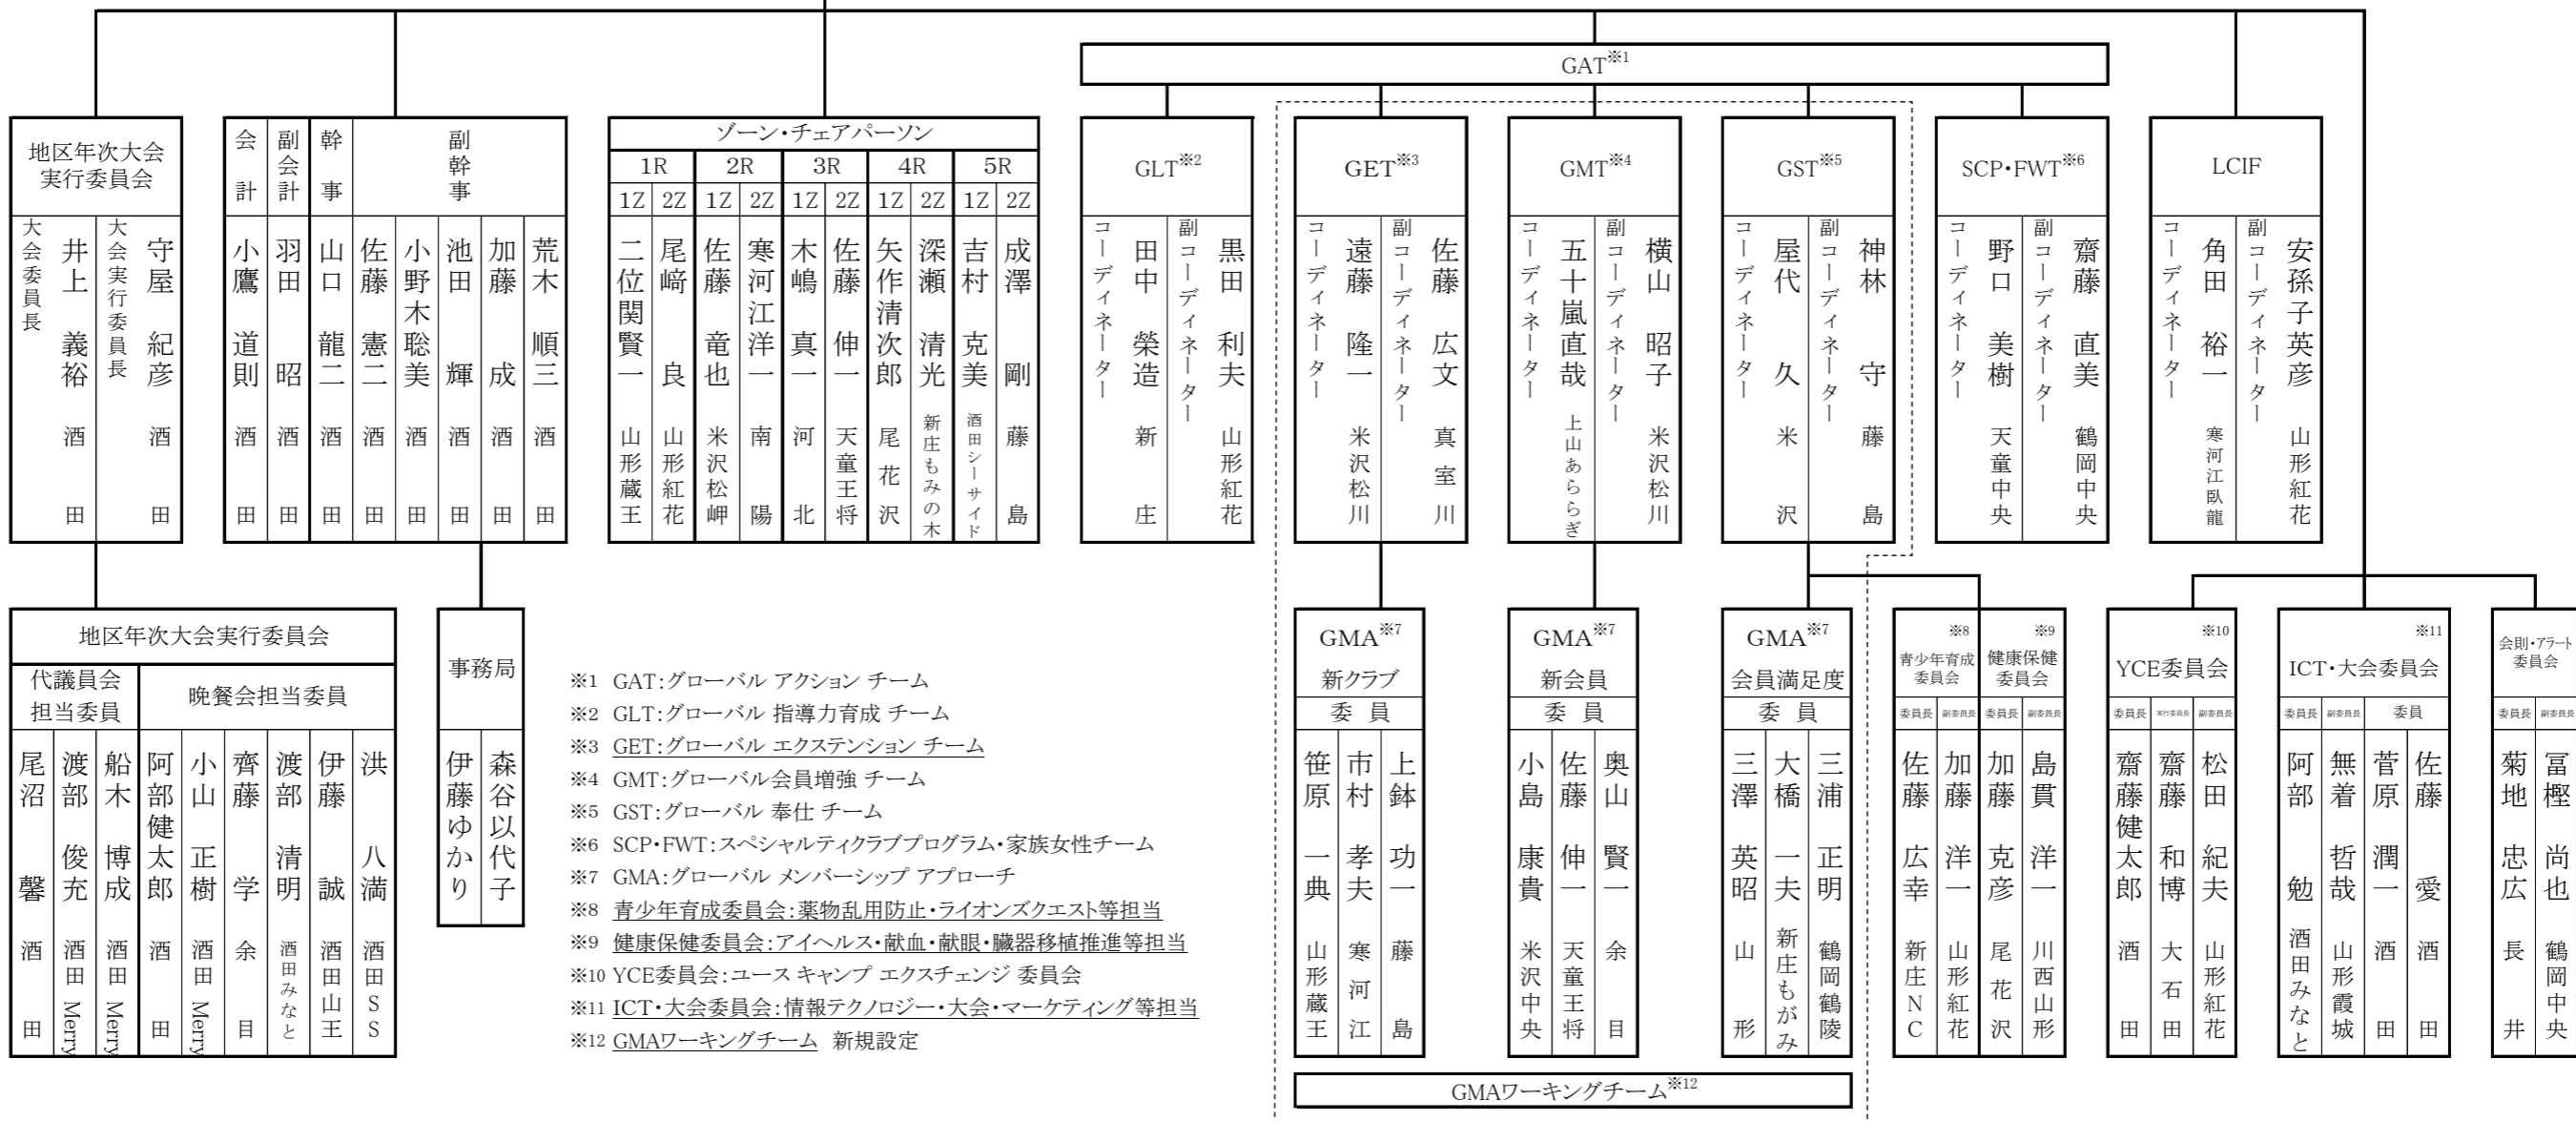 GAT※1
地区年次大会
実行委員会
大会委員長
井上 義裕 酒田
大会実行委員長
守屋 紀彦 酒田
会計
小鷹 道則 酒田
副会計
羽田 昭 酒田
幹事
山口 龍二 酒田
副幹事
佐藤 憲二 酒田
小野木聡美 酒田
池田 輝 酒田
加藤 成 酒田
荒木 順三 酒田
ゾーン・チェアパーソン
1R 2R 3R 4R 5R
1Z 2Z 1Z 2Z 1Z 2Z 1Z 2Z 1Z 2Z
二位関賢一 山形蔵王
尾﨑 良 山形紅花
佐藤 竜也 米沢松岬
寒河江洋一 南陽
木嶋 真一 河北
佐藤 伸一 天童王将
矢作清次郎 尾花沢
深瀬 清光 新庄もみの木
吉村 克美 酒田シーサイド
成澤 剛 藤島
GLT※2
コーディネーター
田中 榮造 新庄
副コーディネーター
黒田 利夫 山形紅花
GET※3
コーディネーター
遠藤 隆一 米沢松川
副コーディネーター
佐藤 広文 真室川
GMT※4
コーディネーター
五十嵐直哉 上山あららぎ
副コーディネーター
横山 昭子 米沢松川
GST※5
コーディネーター
屋代 久 米沢
副コーディネーター
神林 守 藤島
SCP・FWT※6
コーディネーター
野口 美樹 天童中央
副コーディネーター
齋藤 直美 鶴岡中央
LCIF
コーディネーター
角田 裕一 寒河江臥龍
副コーディネーター
安孫子英彦 山形紅花
地区年次大会実行委員会
代議員会
担当委員
尾沼 馨 酒田
渡部 俊充 酒田 Merry
船木 博成 酒田 Merry
晩餐会担当委員
阿部健太郎 酒田
小山 正樹 酒田 Merry
齊藤 学 余目
渡部 清明 酒田みなと
伊藤 誠 酒田山王
洪 八満 酒田SS
事務局
伊藤ゆかり
森谷以代子
※1 GAT:グローバル アクション チーム
※2 GLT:グローバル 指導力育成 チーム
※3 GET:グローバル エクステンション チーム
※4 GMT:グローバル会員増強 チーム
※5 GST:グローバル 奉仕 チーム
※6 SCP・FWT:スペシャルティクラブプログラム・家族女性チーム
※7 GMA:グローバル メンバーシップ アプローチ
※8 青少年育成委員会:薬物乱用防止・ライオンズクエスト等担当
※9 健康保健委員会:アイヘルス・献血・献眼・臓器移植推進等担当
※10 YCE委員会:ユース キャンプ エクスチェンジ 委員会
※11 ICT・大会委員会:情報テクノロジー・大会・マーケティング等担当
※12 GMAワーキングチーム 新規設定
GMA※7
新クラブ
委員
笹原 一典 山形蔵王
市村 孝夫 寒河江
上鉢 功一 藤島
GMA※7
新会員
委員
小島 康貴 米沢中央
佐藤 伸一 天童王将
奥山 賢一 余目
GMA※7
会員満足度
委員
三澤 英昭 山形
大橋 一夫 新庄もがみ
三浦 正明 鶴岡鶴陵
GMAワーキングチーム※12
※8
青少年育成
委員会
委員長
佐藤 広幸 新庄NC
副委員長
加藤 洋一 山形紅花
※9
健康保健
委員会
委員長
加藤 克彦 尾花沢
副委員長
島貫 洋一 川西山形
※10
YCE委員会
委員長
齋藤健太郎 酒田
実行委員長
齋藤 和博 大石田
副委員長
松田 紀夫 山形紅花
※11
ICT・大会委員会
委員長
阿部 勉 酒田みなと
副委員長
無着 哲哉 山形霞城
委員
菅原 潤一 酒田
佐藤 愛 酒田
会則・アラート
委員会
委員長
菊地 忠広 長井
副委員長
冨樫 尚也 鶴岡中央